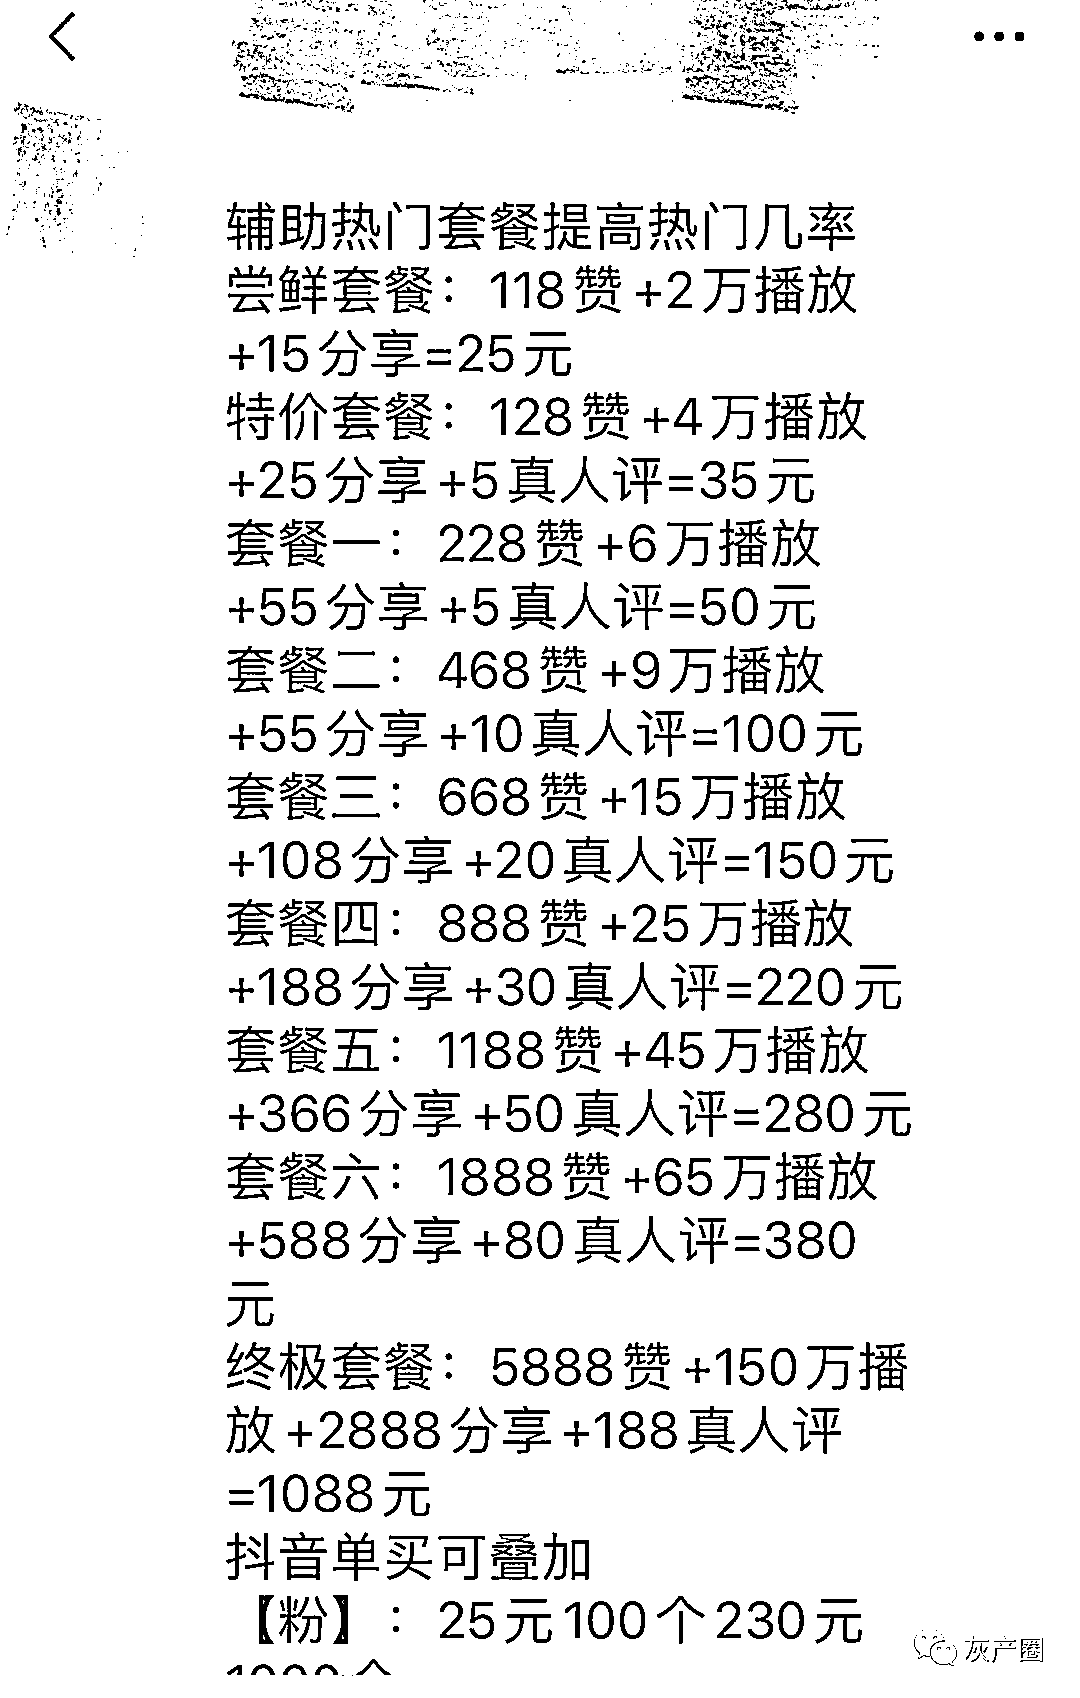 辅助热门套餐提高热门几率
尝鲜套餐：118赞+2万播放
+15分享=25元
特价套餐：128赞+4万播放
+25分享+5真人评=35元
套餐一：228赞+6万播放
+55分享+5真人评=50元
套餐二：468赞+9万播放
+55分享+10真人评=100元
套餐三：668赞+15万播放
+108分享+20真人评=150元
套餐四：888赞+25万播放
+188分享+30真人评=220元
套餐五：1188赞+45万播放
+366分享+50真人评=280元
套餐六：1888赞+65万播放
+588分享+80真人评=380
元
终极套餐：5888赞+150万播
放+2888分享+188真人评
=1088元
抖音单买可叠加
【粉】：25元100个230元
灰产圈